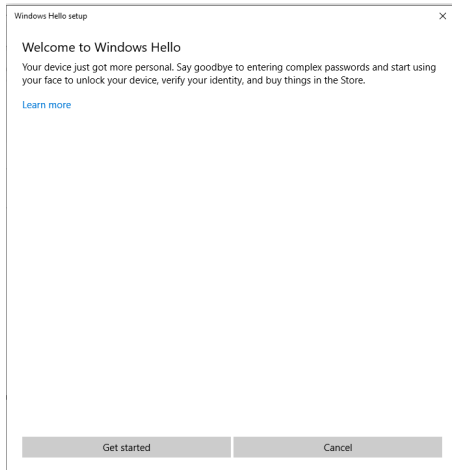 Windows Hello setup
Welcome to Windows Hello
Your device just got more personal. Say goodbye to entering complex passwords and start using
your face to unlock your device, verify your identity, and buy things in the Store.
Learn more
Get started
Cancel